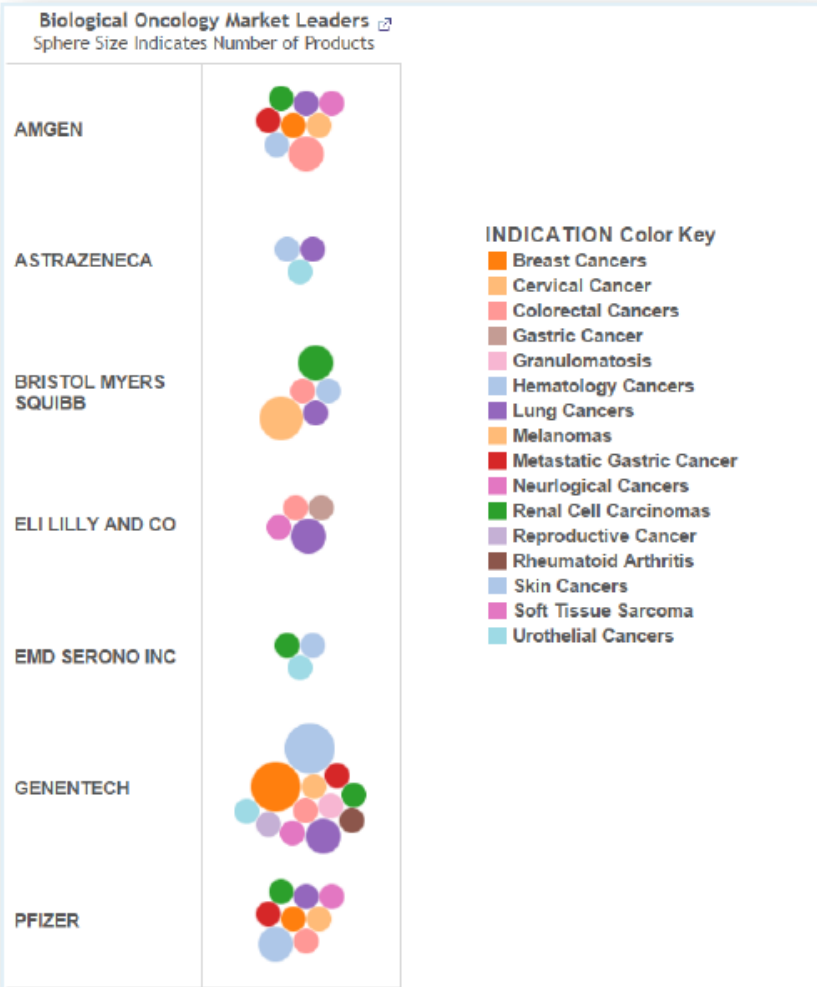 Biological Oncology Market Leaders
Sphere Size Indicates Number of Products
AMGEN
ASTRAZENECA
BRISTOL MYERS
SQUIBB
ELI LILLY AND CO
EMD SERONO INC
GENENTECH
PFIZER
INDICATION Color Key
Breast Cancers
Cervical Cancer
Colorectal Cancers
Gastric Cancer
Granulomatosis
Hematology Cancers
Lung Cancers
Melanomas
Metastatic Gastric Cancer
Neurlogical Cancers
Renal Cell Carcinomas
Reproductive Cancer
Rheumatoid Arthritis
Skin Cancers
Soft Tissue Sarcoma
Urothelial Cancers